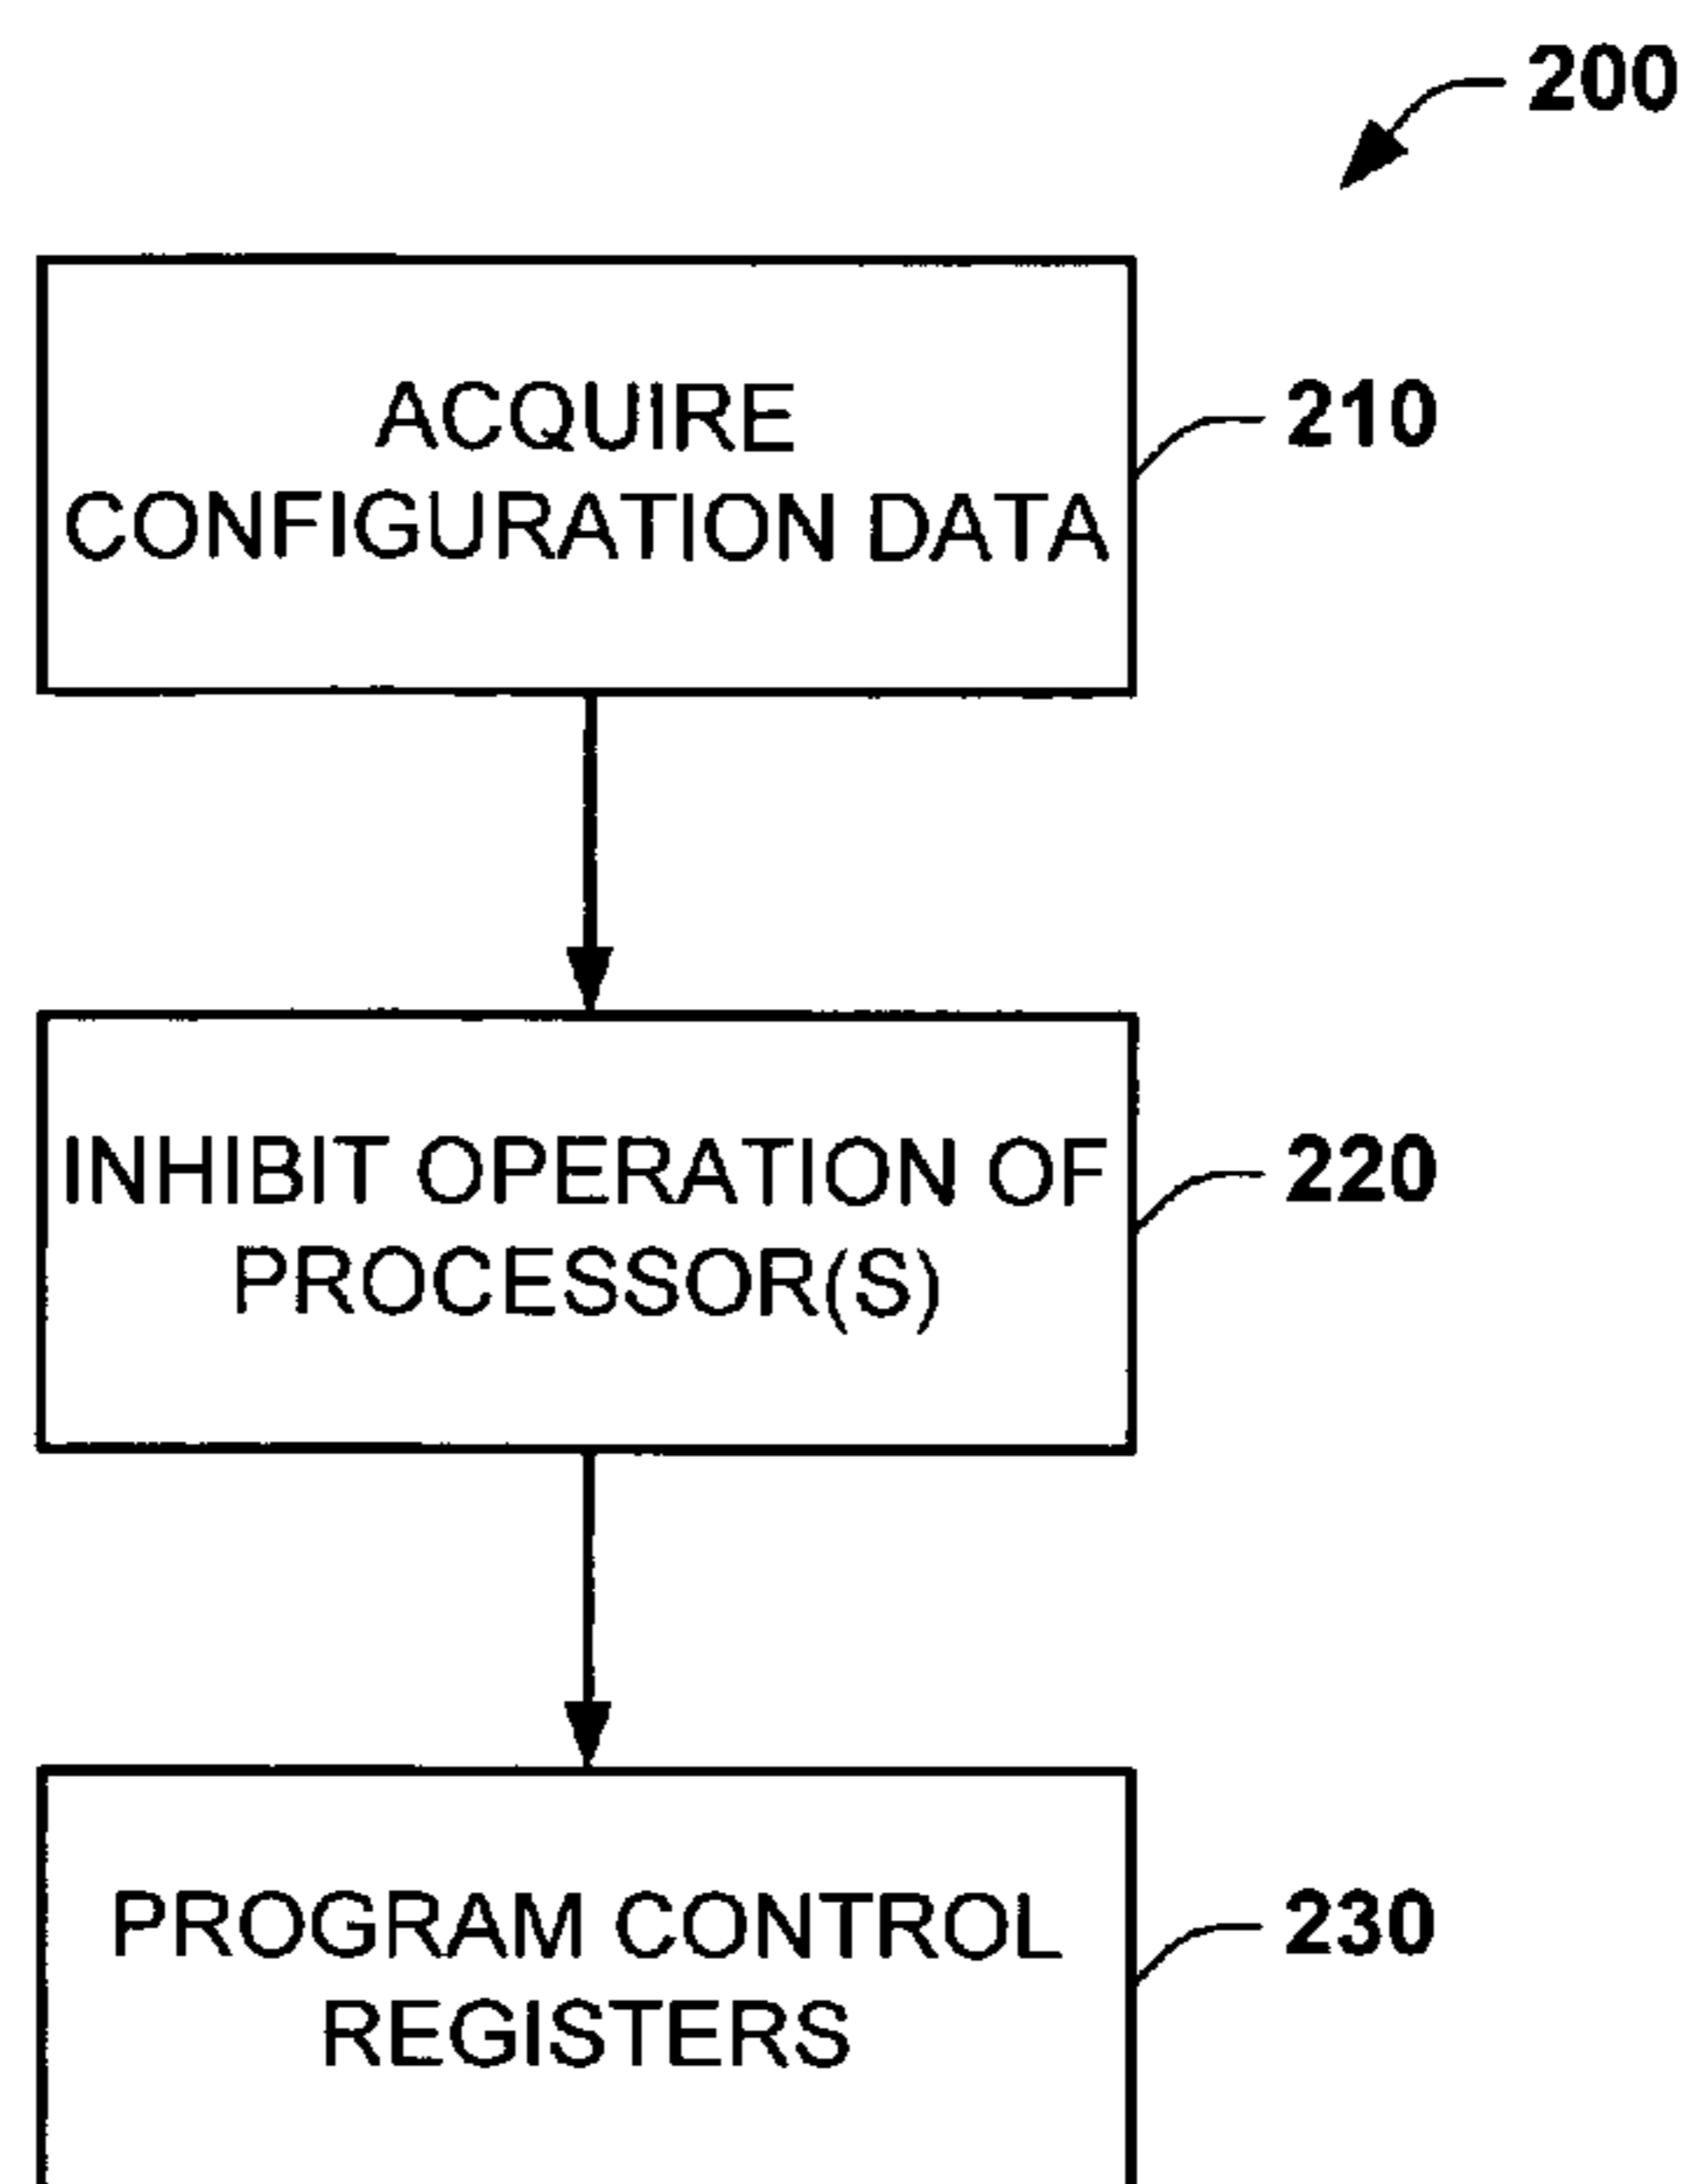 200
ACQUIRE
CONFIGURATION DATA
210
INHIBIT OPERATION OF
PROCESSOR(S)
220
PROGRAM CONTROL
REGISTERS
230